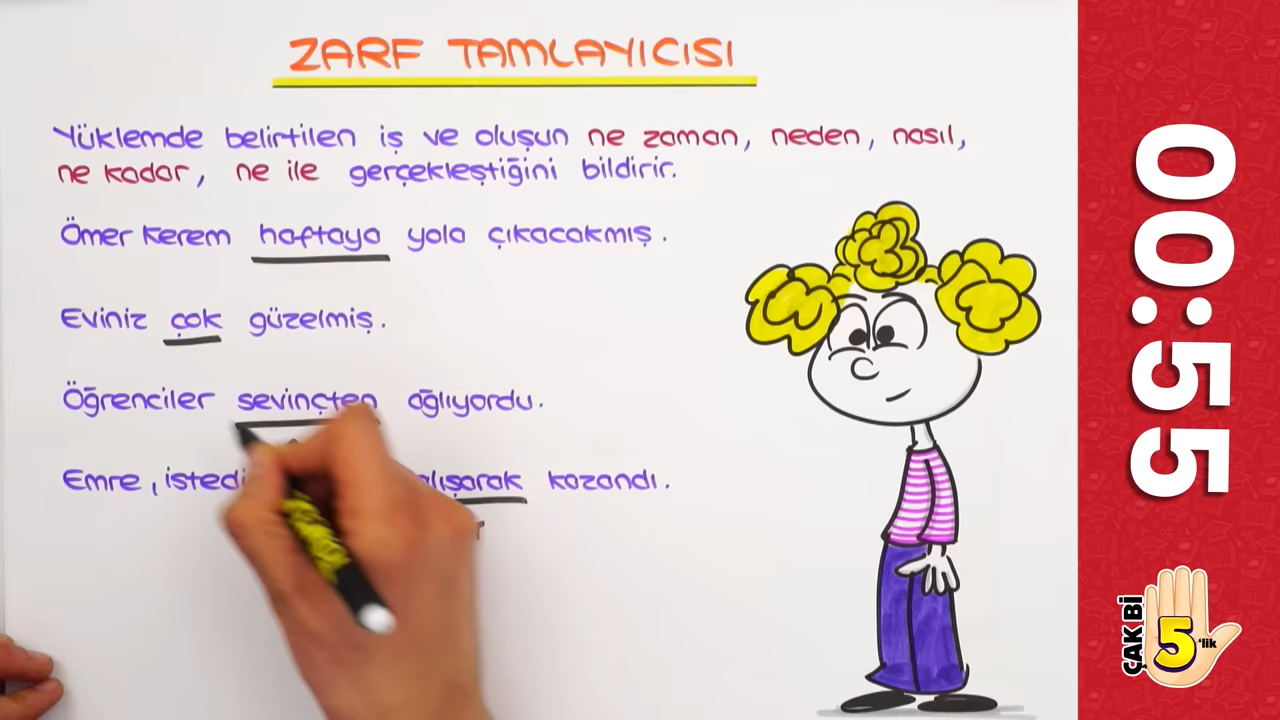 ZARF TAMLAYICISI
Yüklemde belirtilen iş ve oluşun ne zaman, neden, nasıl,
ne kadar, ne ile gerçekleştiğini bildirir.
Ömer Kerem haftaya yola çıkacakmış.
Eviniz çok güzelmiş.
Öğrenciler sevinçten ağlıyordu.
Emre, kazandı.
00:55
ÇAK Bİ
5'lik